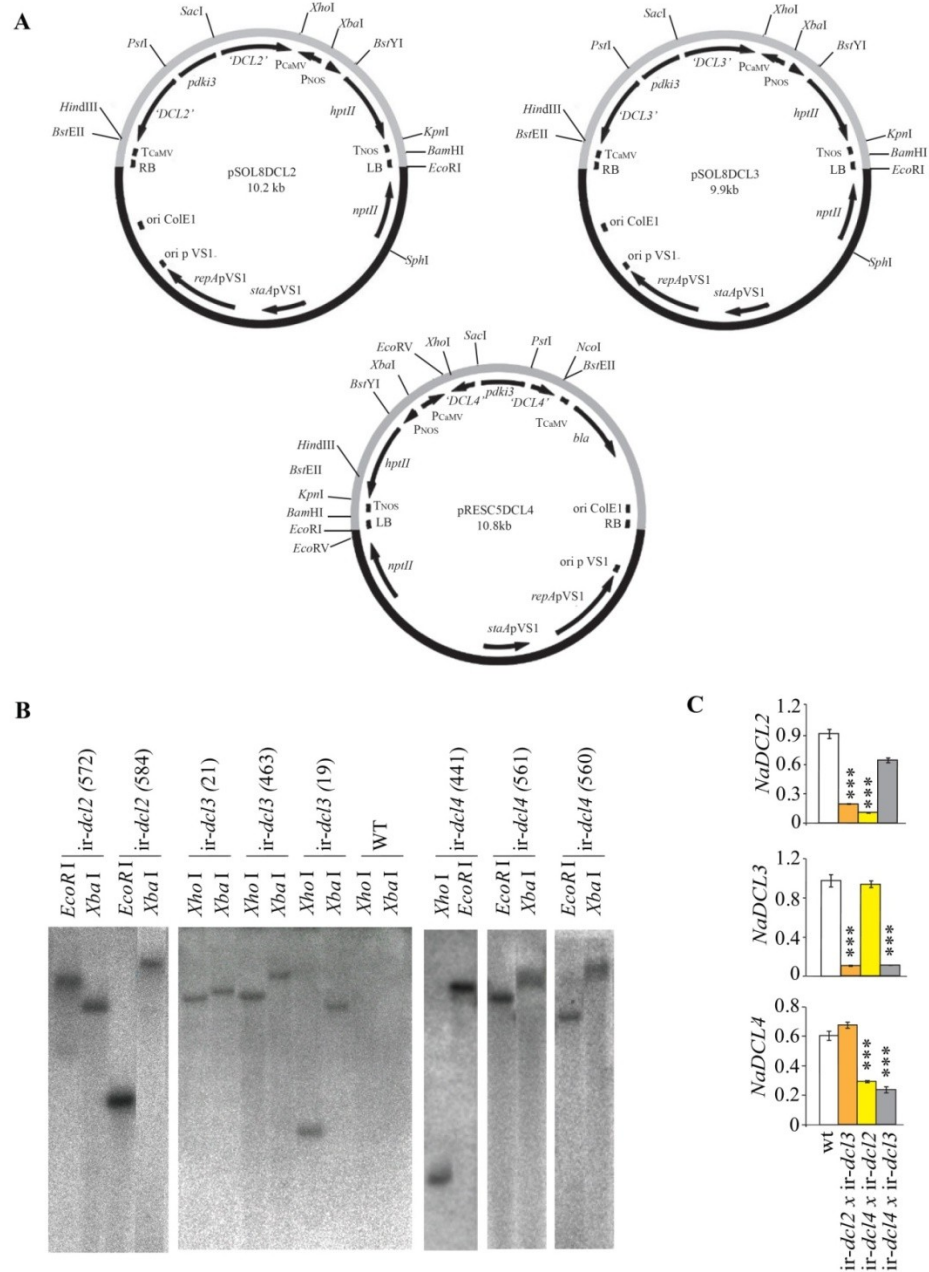 A
SacI
XhoI
XbaI
BstYI
PstI
HindIII
BstEII
KpnI
BamHI
EcoRI
SphI
'DCL2'
PCaMV
PNOS
pdki3
'DCL2'
hptII
TCaMV
RB
TNOS
LB
pSOL8DCL2
10.2 kb
nptII
ori ColE1
ori p VS1.
repApVS1
staApVS1
SacI
XhoI
XbaI
BstYI
PstI
HindIII
BstEII
KpnI
BamHI
EcoRI
SphI
'DCL3'
PCaMV
PNOS
pdki3
'DCL3'
hptII
TCaMV
RB
TNOS
LB
pSOL8DCL3
9.9kb
nptII
ori ColE1
ori p VS1.
repApVS1
staApVS1
SacI
XhoI
EcoRV
XbaI
BstYI
PstI
NcoI
BstEII
HindIII
BstEII
KpnI
BamHI
EcoRI
EcoRV
pdki3
'DCL4'
'DCL4'
PCaMV
PNOS
TCaMV
bla
hptII
TNOS
LB
pRESC5DCL4
10.8kb
ori ColE1
RB
nptII
ori p VS1
repApVS1
staApVS1
B
ir-dcl2 (572)
ir-dcl2 (584)
ir-dcl3 (21)
ir-dcl3 (463)
ir-dcl3 (19)
WT
ir-dcl4 (441)
ir-dcl4 (561)
ir-dcl4 (560)
EcoR I
Xba I
EcoR I
Xba I
Xho I
Xba I
Xho I
Xba I
Xho I
Xba I
Xho I
Xba I
Xho I
EcoR I
EcoR I
Xba I
EcoR I
Xba I
C
NaDCL2
1.2
0.9
0.6
0.3
0
***
***
NaDCL3
1.2
0.8
0.4
0
***
***
NaDCL4
0.8
0.6
0.4
0.2
0
***
***
wt
ir-dcl2 x ir-dcl3
ir-dcl4 x ir-dcl2
ir-dcl4 x ir-dcl3